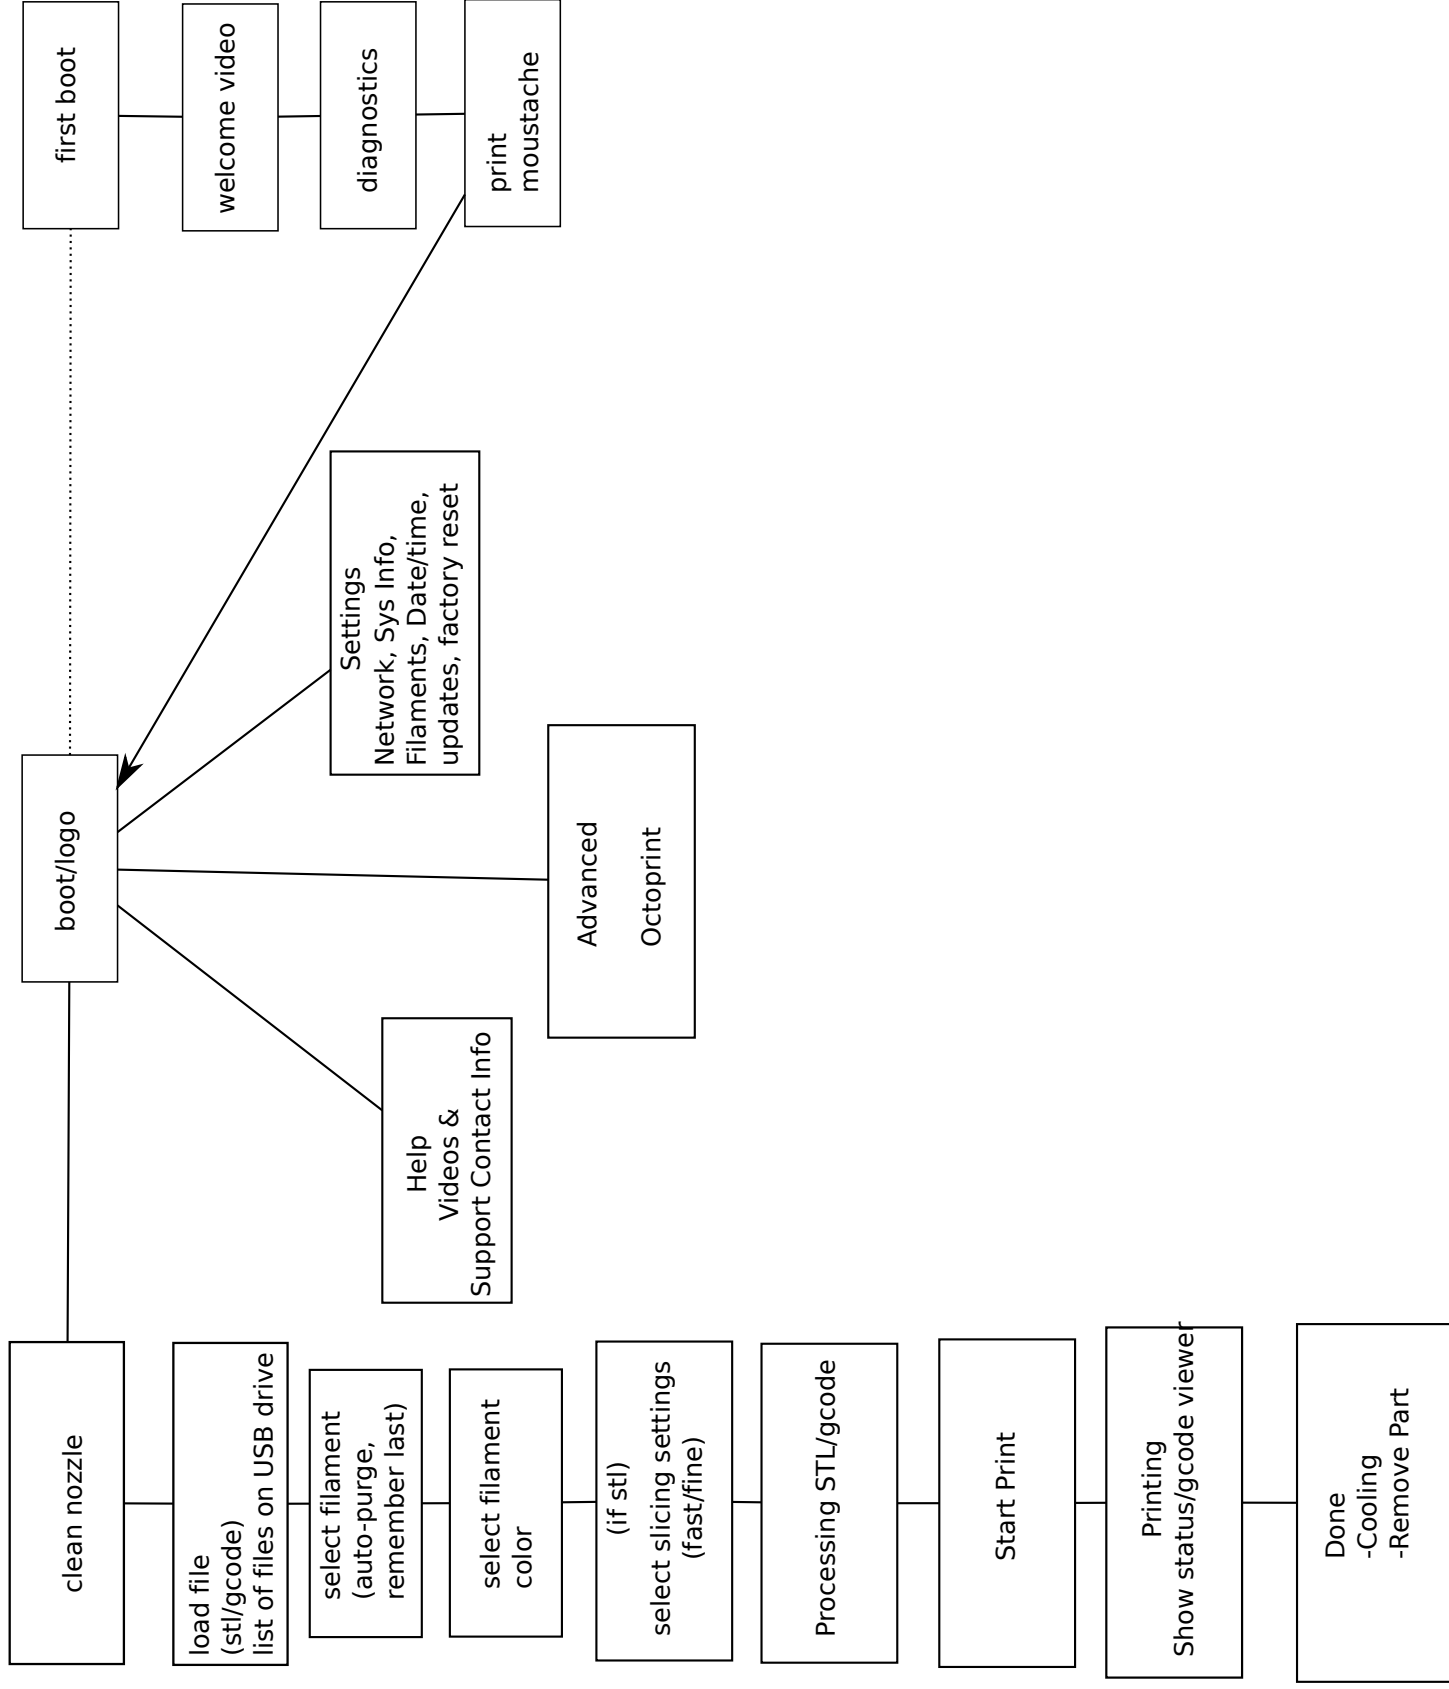 clean nozzle
load file
(stl/gcode)
list of files on USB drive
select filament
(auto-purge,
remember last)
select filament
color
(if stl)
select slicing settings
(fast/fine)
Processing STL/gcode
Start Print
Printing
Show status/gcode viewer
Done
-Cooling
-Remove Part
boot/logo
Help
Videos &
Support Contact Info
Advanced
Octoprint
Settings
Network, Sys Info,
Filaments, Date/time,
updates, factory reset
first boot
welcome video
diagnostics
print
moustache